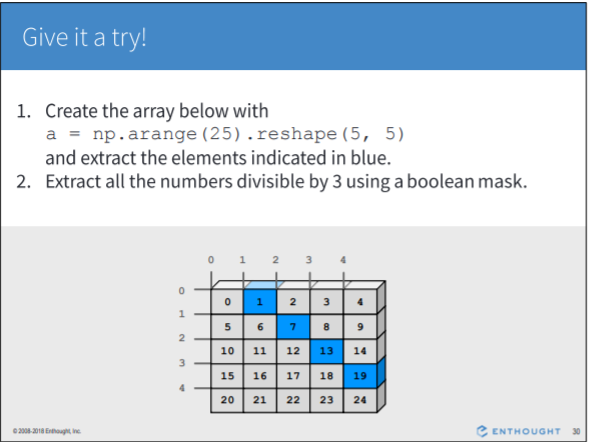 Give it a try!
1. Create the array below with
a = np.arange(25).reshape(5, 5)
and extract the elements indicated in blue.
2. Extract all the numbers divisible by 3 using a boolean mask.
0 1 2 3 4
0
0 1 2 3 4
1
5 6 7 8 9
2
10 11 12 13 14
3
15 16 17 18 19
4
20 21 22 23 24
© 2008-2018 Enthought, Inc.
ENTHOUGHT 30